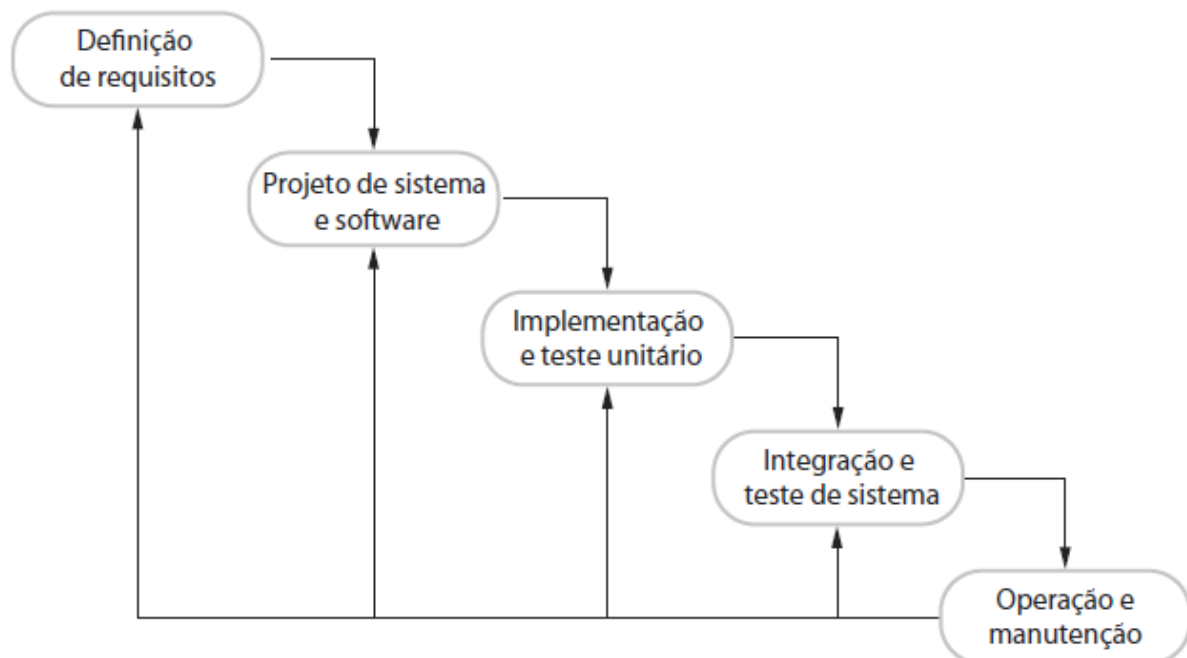 Definição
de requisitos
Projeto de sistema
e software
Implementação
e teste unitário
Integração e
teste de sistema
Operação e
manutenção